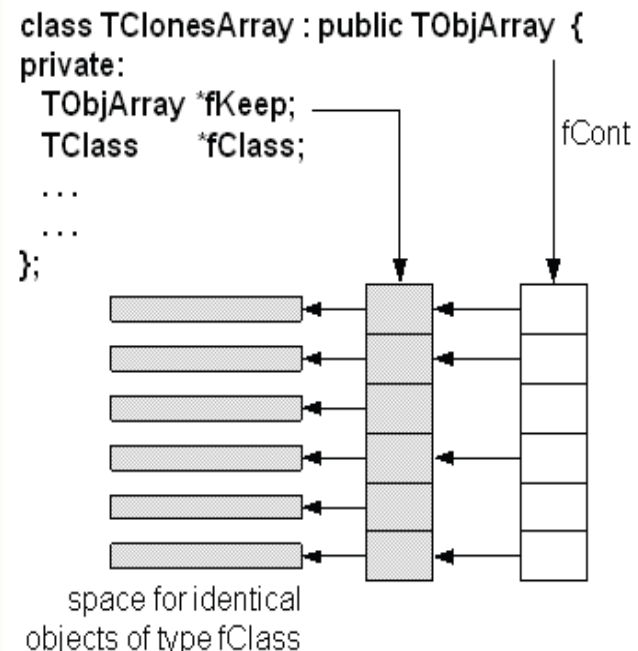 class TClonesArray : public TObjArray {
private:
TObjArray *fKeep;
TClass *fClass;
. . .
. . .
};
fCont
space for identical
objects of type fClass